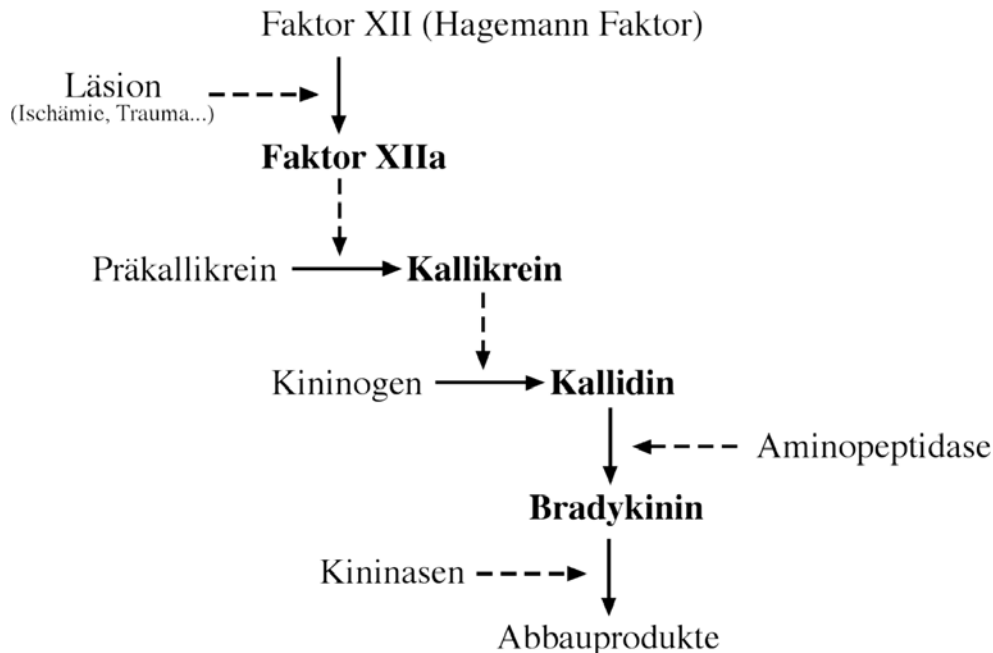 Faktor XII (Hagemann Faktor)
Läsion
(Ischämie, Trauma...)
Faktor XIIa
Präkallikrein
Kallikrein
Kininogen
Kallidin
Aminopeptidase
Bradykinin
Kininasen
Abbauprodukte